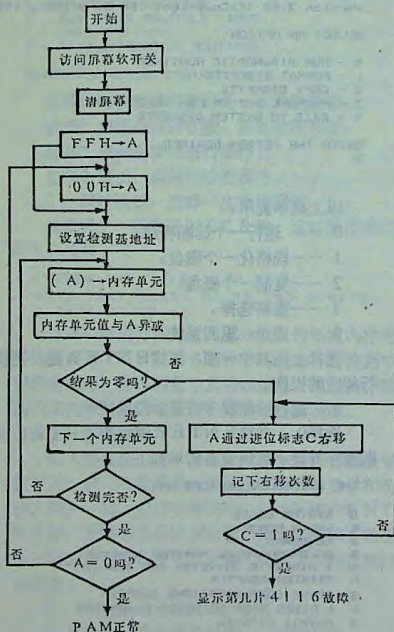 开始
访问屏幕软开关
清屏幕
FFH→A
00H→A
设置检测基地址
(A)→内存单元
内存单元值与A异或
否
结果为零吗?
是
下一个内存单元
A通过进位标志C右移
否
检测完否?
记下右移次数
是
否
A=0吗?
C=1吗?
否
是
是
PAM正常
显示第几片4116故障